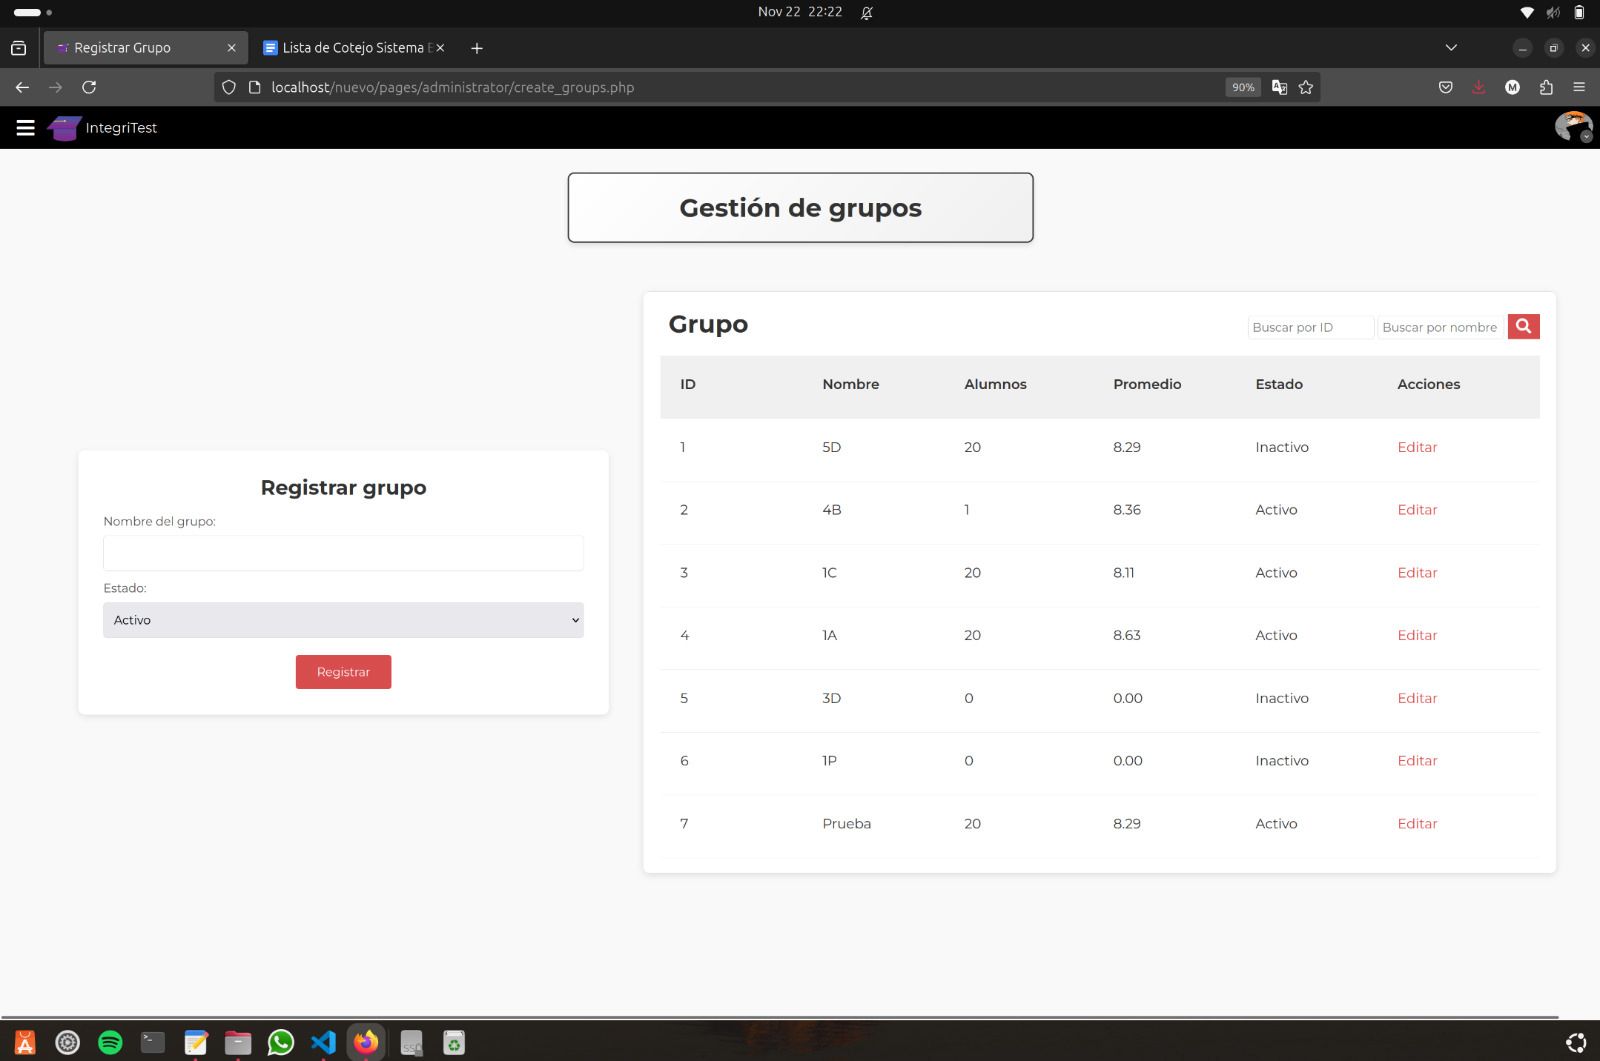 Nov 22 22:22
Registrar Grupo
Lista de Cotejo Sistema E
localhost/nuevo/pages/administrator/create_groups.php
90%
M
IntegriTest
Gestión de grupos
Registrar grupo
Nombre del grupo:
Estado:
Activo
Registrar
Grupo
Buscar por ID Buscar por nombre
ID Nombre Alumnos Promedio Estado Acciones
1 5D 20 8.29 Inactivo Editar
2 4B 1 8.36 Activo Editar
3 1C 20 8.11 Activo Editar
4 1A 20 8.63 Activo Editar
5 3D 0 0.00 Inactivo Editar
6 1P 0 0.00 Inactivo Editar
7 Prueba 20 8.29 Activo Editar